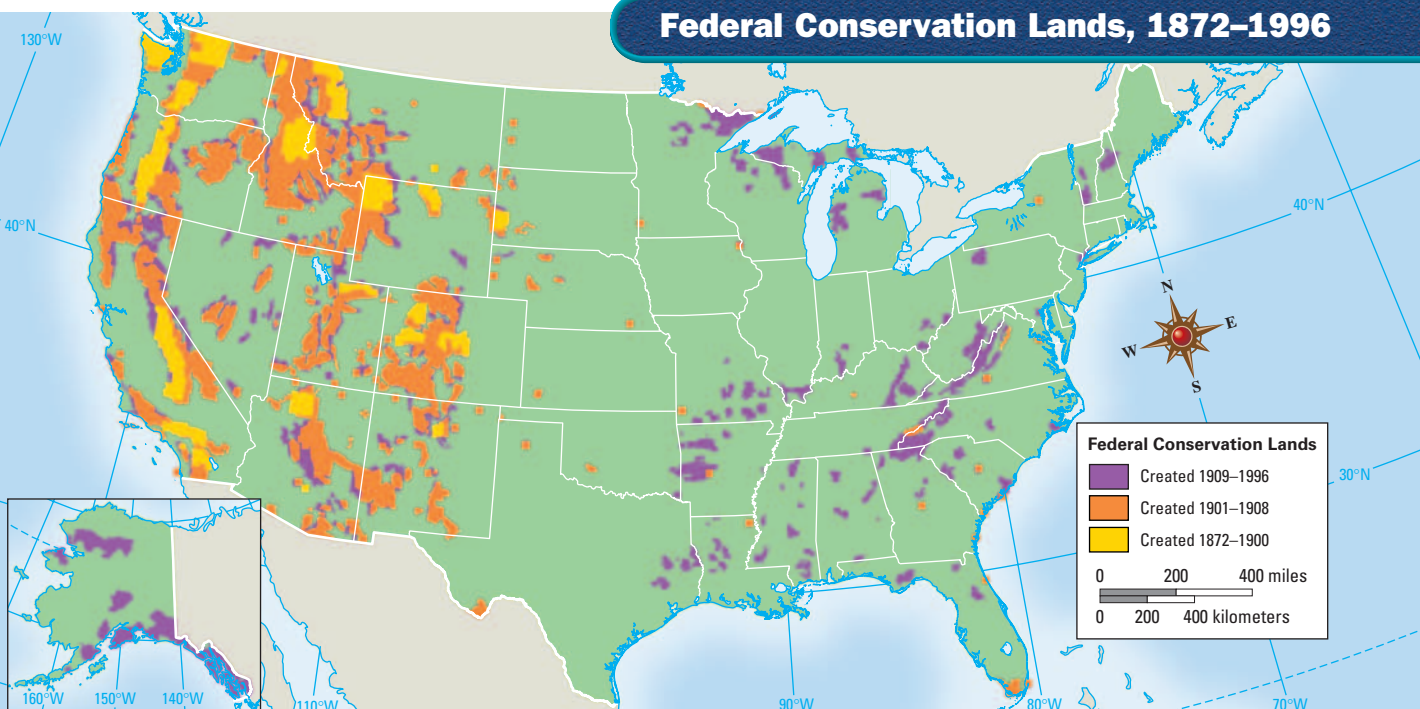 Federal Conservation Lands, 1872–1996
130°W
40°N
40°N
N
E
W
S
30°N
Federal Conservation Lands
Created 1909–1996
Created 1901–1908
Created 1872–1900
0 200 400 miles
0 200 400 kilometers
160°W 150°W 140°W
110°W
90°W
80°W
70°W